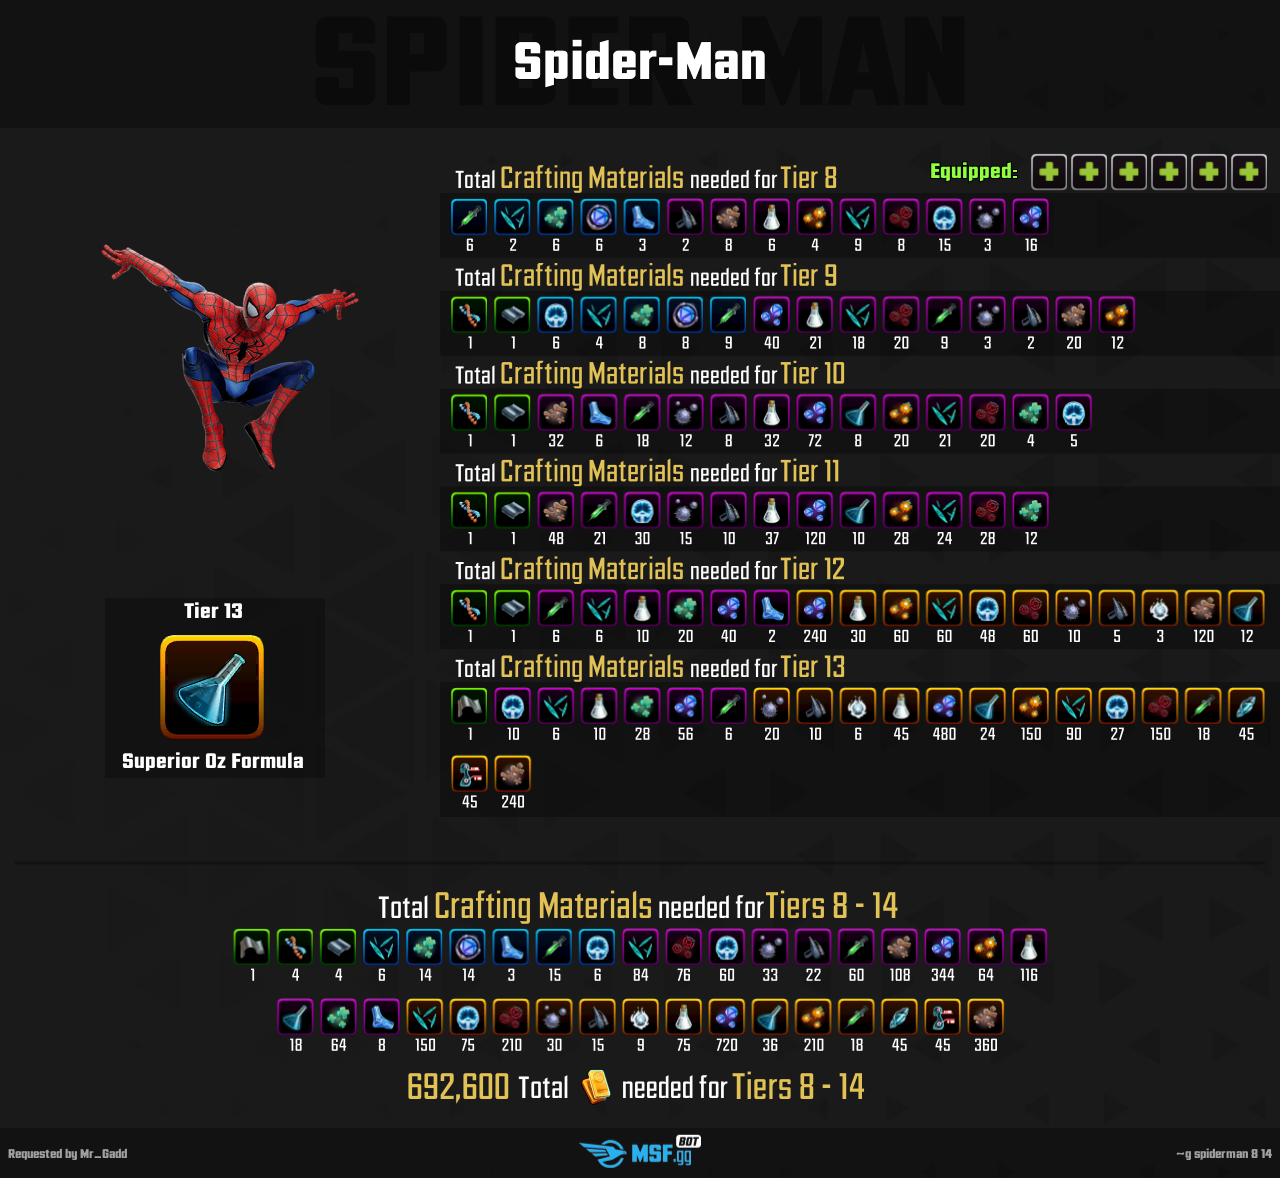 SPIDER-MAN
Spider-Man
Equipped:
Total Crafting Materials needed for Tier 8
6 2 6 6 3 2 8 6 4 9 8 15 3 16
Total Crafting Materials needed for Tier 9
1 1 6 4 8 8 9 40 21 18 20 9 3 2 20 12
Total Crafting Materials needed for Tier 10
1 1 32 6 18 12 8 32 72 8 20 21 20 4 5
Total Crafting Materials needed for Tier 11
1 1 48 21 30 15 10 37 120 10 28 24 28 12
Total Crafting Materials needed for Tier 12
1 1 6 6 10 20 40 2 240 30 60 60 48 60 10 5 3 120 12
Total Crafting Materials needed for Tier 13
1 10 6 10 28 56 6 20 10 6 45 480 24 150 90 27 150 18 45
45 240
Tier 13
Superior Oz Formula
Total Crafting Materials needed for Tiers 8 - 14
1 4 4 6 14 14 3 15 6 84 76 60 33 22 60 108 344 64 116
18 64 8 150 75 210 30 15 9 75 720 36 210 18 45 45 360
692,600 Total needed for Tiers 8 - 14
Requested by Mr_Gadd
MSF.gg BOT
~g spiderman 8 14